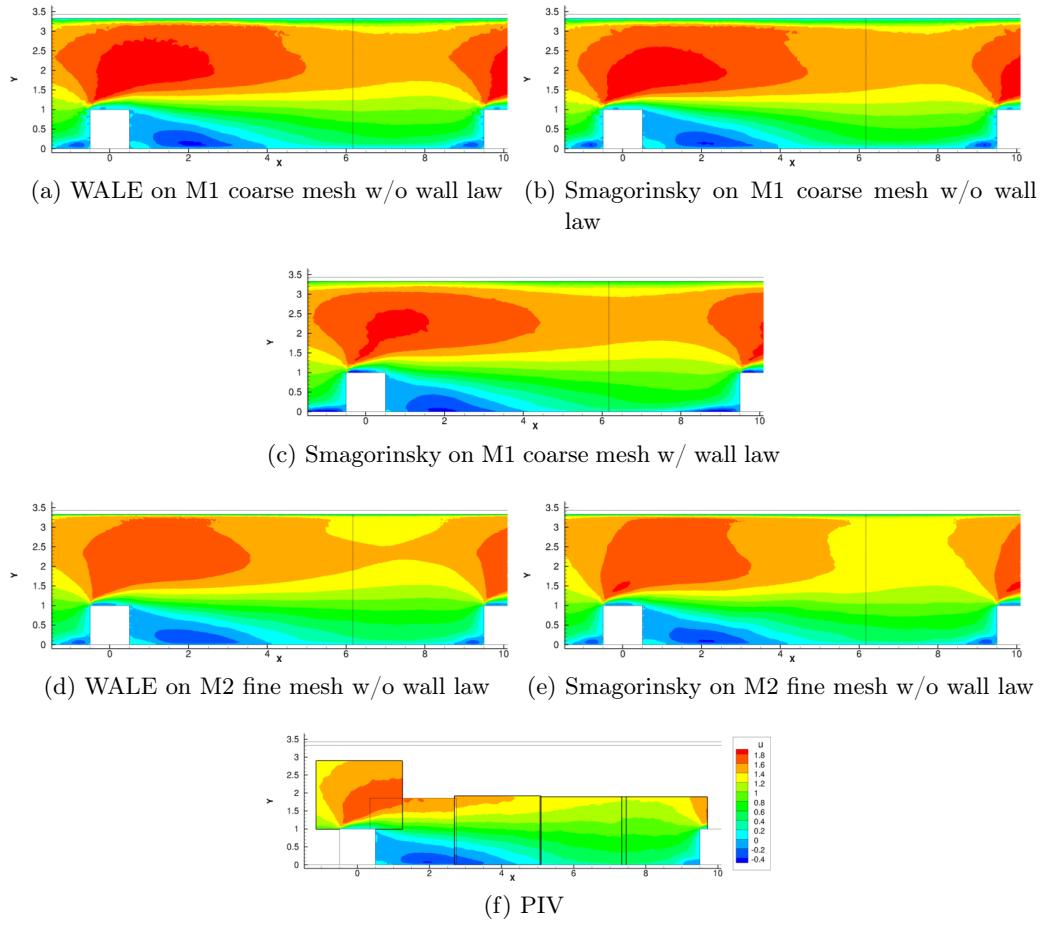 3.5
3
2.5
2
1.5
1
0.5
0
Y
0 2 4 6 8 10
X
3.5
3
2.5
2
1.5
1
0.5
0
Y
0 2 4 6 8 10
X
(a) WALE on M1 coarse mesh w/o wall law
(b) Smagorinsky on M1 coarse mesh w/o wall
law
3.5
3
2.5
2
1.5
1
0.5
0
Y
0 2 4 6 8 10
X
(c) Smagorinsky on M1 coarse mesh w/ wall law
3.5
3
2.5
2
1.5
1
0.5
0
Y
0 2 4 6 8 10
X
3.5
3
2.5
2
1.5
1
0.5
0
Y
0 2 4 6 8 10
X
(d) WALE on M2 fine mesh w/o wall law
(e) Smagorinsky on M2 fine mesh w/o wall law
3.5
3
2.5
2
1.5
1
0.5
0
Y
0 2 4 6 8 10
X
u
1.8
1.6
1.4
1.2
1
0.8
0.6
0.4
0.2
0
-0.2
-0.4
(f) PIV